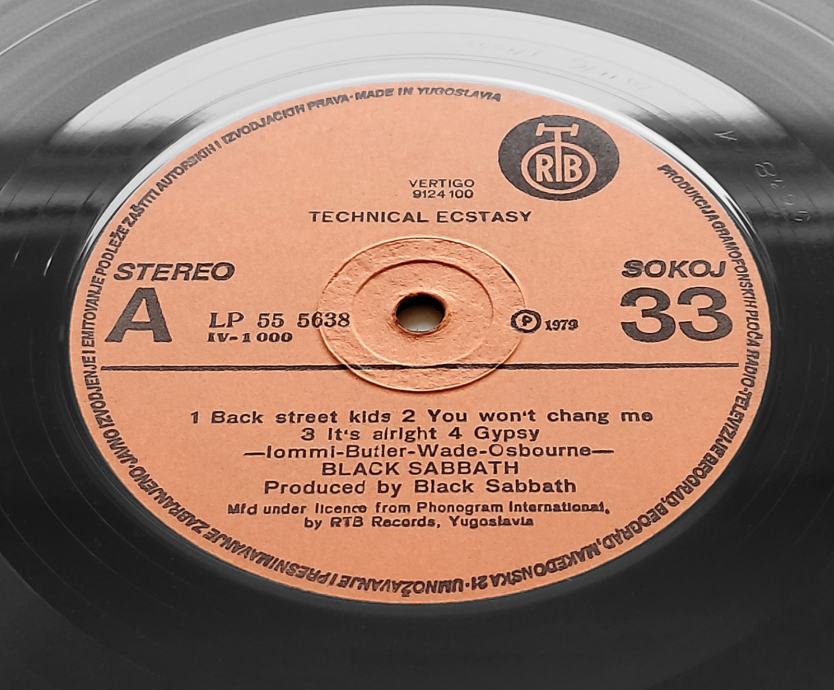 PRODUKCIJA GRAMOFONSKIH PLOČA RADIO-TELEVIZIJE BEOGRAD, BEOGRAD, MAKEDONSKA 21 · UMNOŽAVANJE I PRESNIMAVANJE ZABRANJENO · JAVNO IZVODJENJE I EMITOVANJE PODLEŽE ZAŠTITI AUTORSKIH I IZVODJAČKIH PRAVA · MADE IN YUGOSLAVIA
RTB
VERTIGO
9124 100
TECHNICAL ECSTASY
STEREO SOKOJ
A LP 55 5638 Ⓟ 1979 33
IV-1 000
1 Back street kids 2 You won't chang me
3 It's alright 4 Gypsy
—Iommi-Butler-Wade-Osbourne—
BLACK SABBATH
Produced by Black Sabbath
Mfd under licence from Phonogram International,
by RTB Records, Yugoslavia